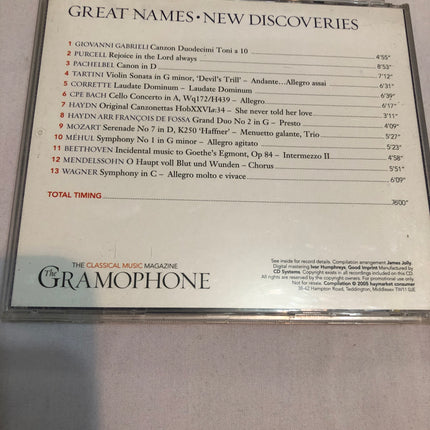 GREAT NAMES • NEW DISCOVERIES
1 GIOVANNI GABRIELI Canzon Duodecimi Toni a 10 4'55"
2 PURCELL Rejoice in the Lord always 8'53"
3 PACHELBEL Canon in D 7'12"
4 TARTINI Violin Sonata in G minor, 'Devil's Trill' – Andante...Allegro assai 6'31"
5 CORRETTE Laudate Dominum – Laudate Dominum 6'39"
6 CPE BACH Cello Concerto in A, Wq172/H439 – Allegro 6'17"
7 HAYDN Original Canzonettas HobXXVIa:34 – She never told her love 3'11"
8 HAYDN ARR FRANÇOIS DE FOSSA Grand Duo No 2 in G – Presto 4'09"
9 MOZART Serenade No 7 in D, K250 'Haffner' – Menuetto galante, Trio 5'27"
10 MÉHUL Symphony No 1 in G minor – Allegro agitato 5'23"
11 BEETHOVEN Incidental music to Goethe's Egmont, Op 84 – Intermezzo II 4'58"
12 MENDELSSOHN O Haupt voll Blut und Wunden – Chorus 5'51"
13 WAGNER Symphony in C – Allegro molto e vivace 6'09"
TOTAL TIMING 76'00"
THE CLASSICAL MUSIC MAGAZINE
The GRAMOPHONE
See inside for record details. Compilation arrangement James Jolly.
Digital mastering Iver Humphreys, Good Imprint Manufactured by
CD Systems. Copyright exists in all recordings included on this CD.
All rights are reserved by the copyright owners. For promotional use only.
Not for resale. Compilation © 2005 haymarket consumer
38-42 Hampton Road, Teddington, Middlesex TW11 0JE